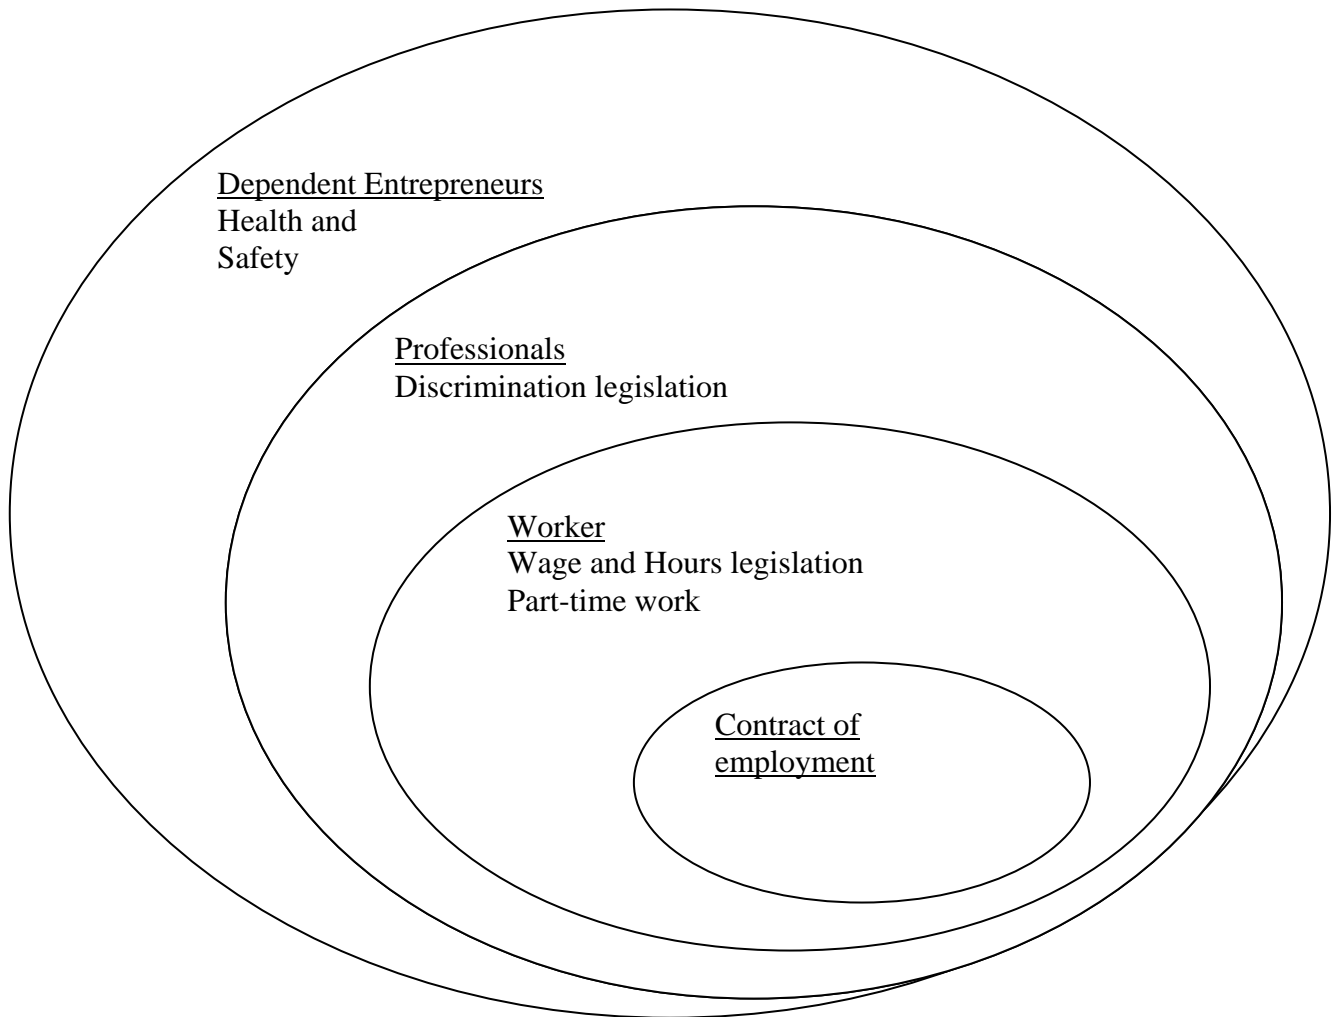 Dependent Entrepreneurs
Health and
Safety
Professionals
Discrimination legislation
Worker
Wage and Hours legislation
Part-time work
Contract of
employment